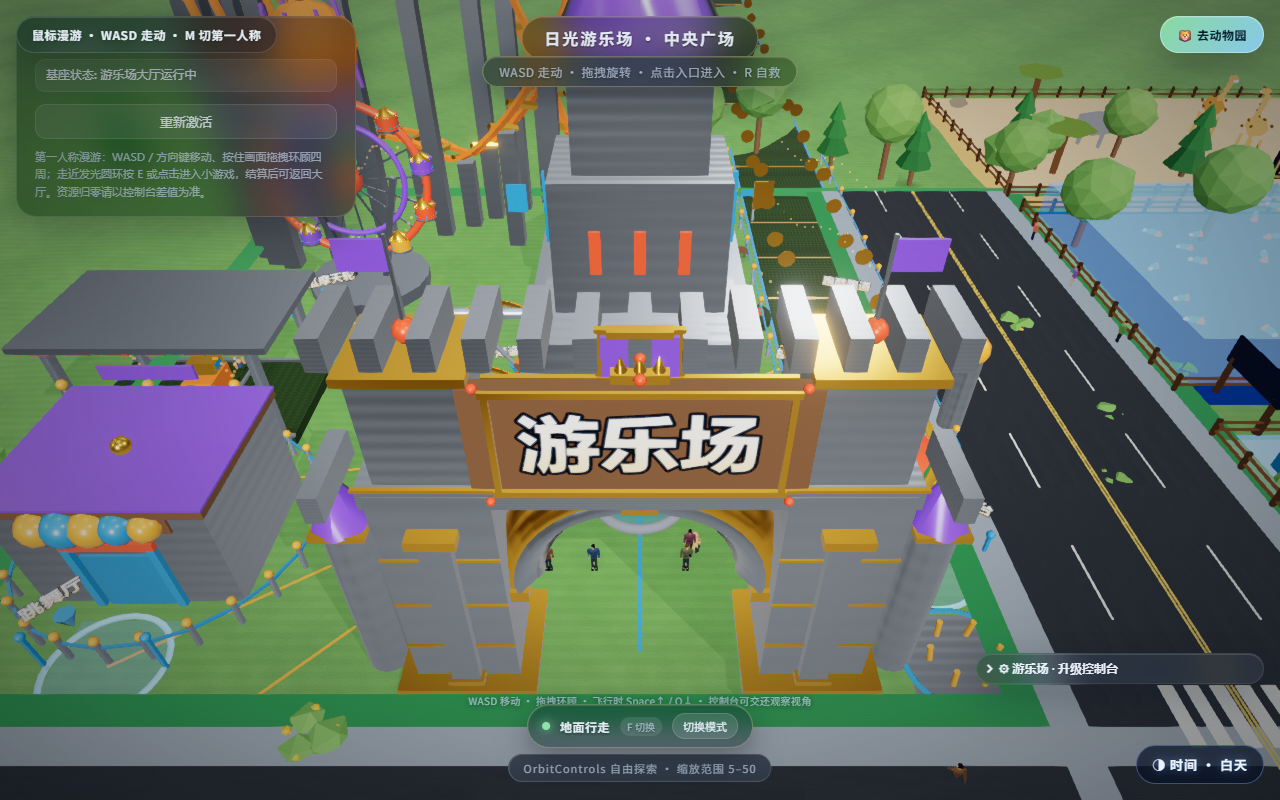 鼠标漫游 · WASD 走动 · M 切第一人称
基座状态: 游乐场大厅运行中
重新激活
第一人称漫游：WASD / 方向键移动、按住画面拖拽环顾四
周；走近发光圆环按 E 或点击进入小游戏，结算后可返回大
厅。资源归零请以控制台差值为准。
日光游乐场 · 中央广场
WASD 走动 · 拖拽旋转 · 点击入口进入 · R 自救
🦁 去动物园
摩天轮
游乐场
跳舞厅
⚙ 游乐场 · 升级控制台
WASD 移动 · 拖拽环顾 · 飞行时 Space↑ / Q↓ · 控制台可交还观察视角
地面行走
F 切换
切换模式
OrbitControls 自由探索 · 缩放范围 5–50
时间 · 白天